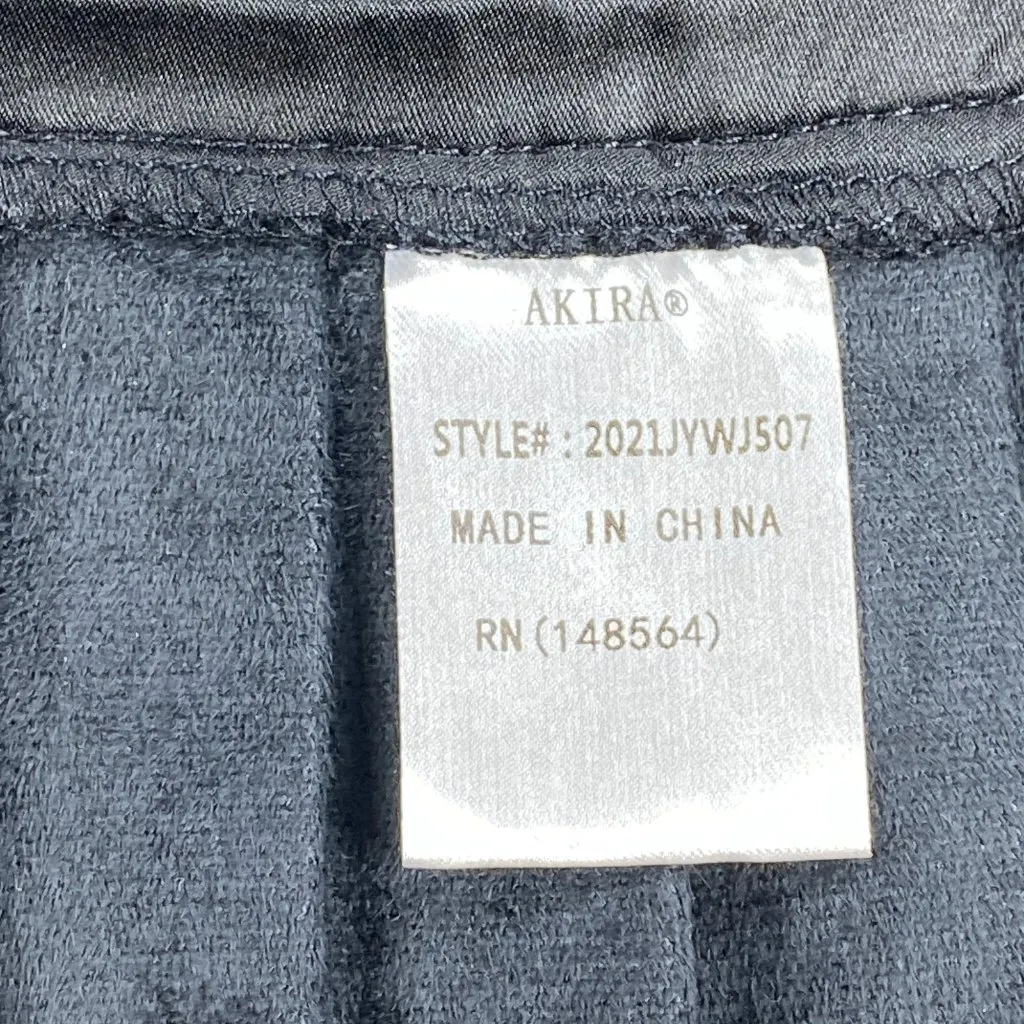 AKIRA®
STYLE#: 2021JYWJ507
MADE IN CHINA
RN(148564)